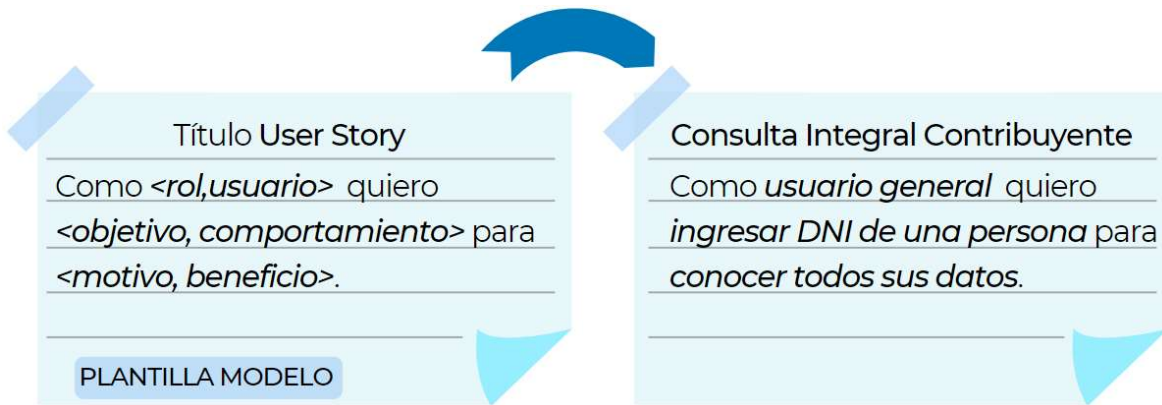 Título User Story
Como <rol,usuario> quiero
<objetivo, comportamiento> para
<motivo, beneficio>.
PLANTILLA MODELO
Consulta Integral Contribuyente
Como usuario general quiero
ingresar DNI de una persona para
conocer todos sus datos.